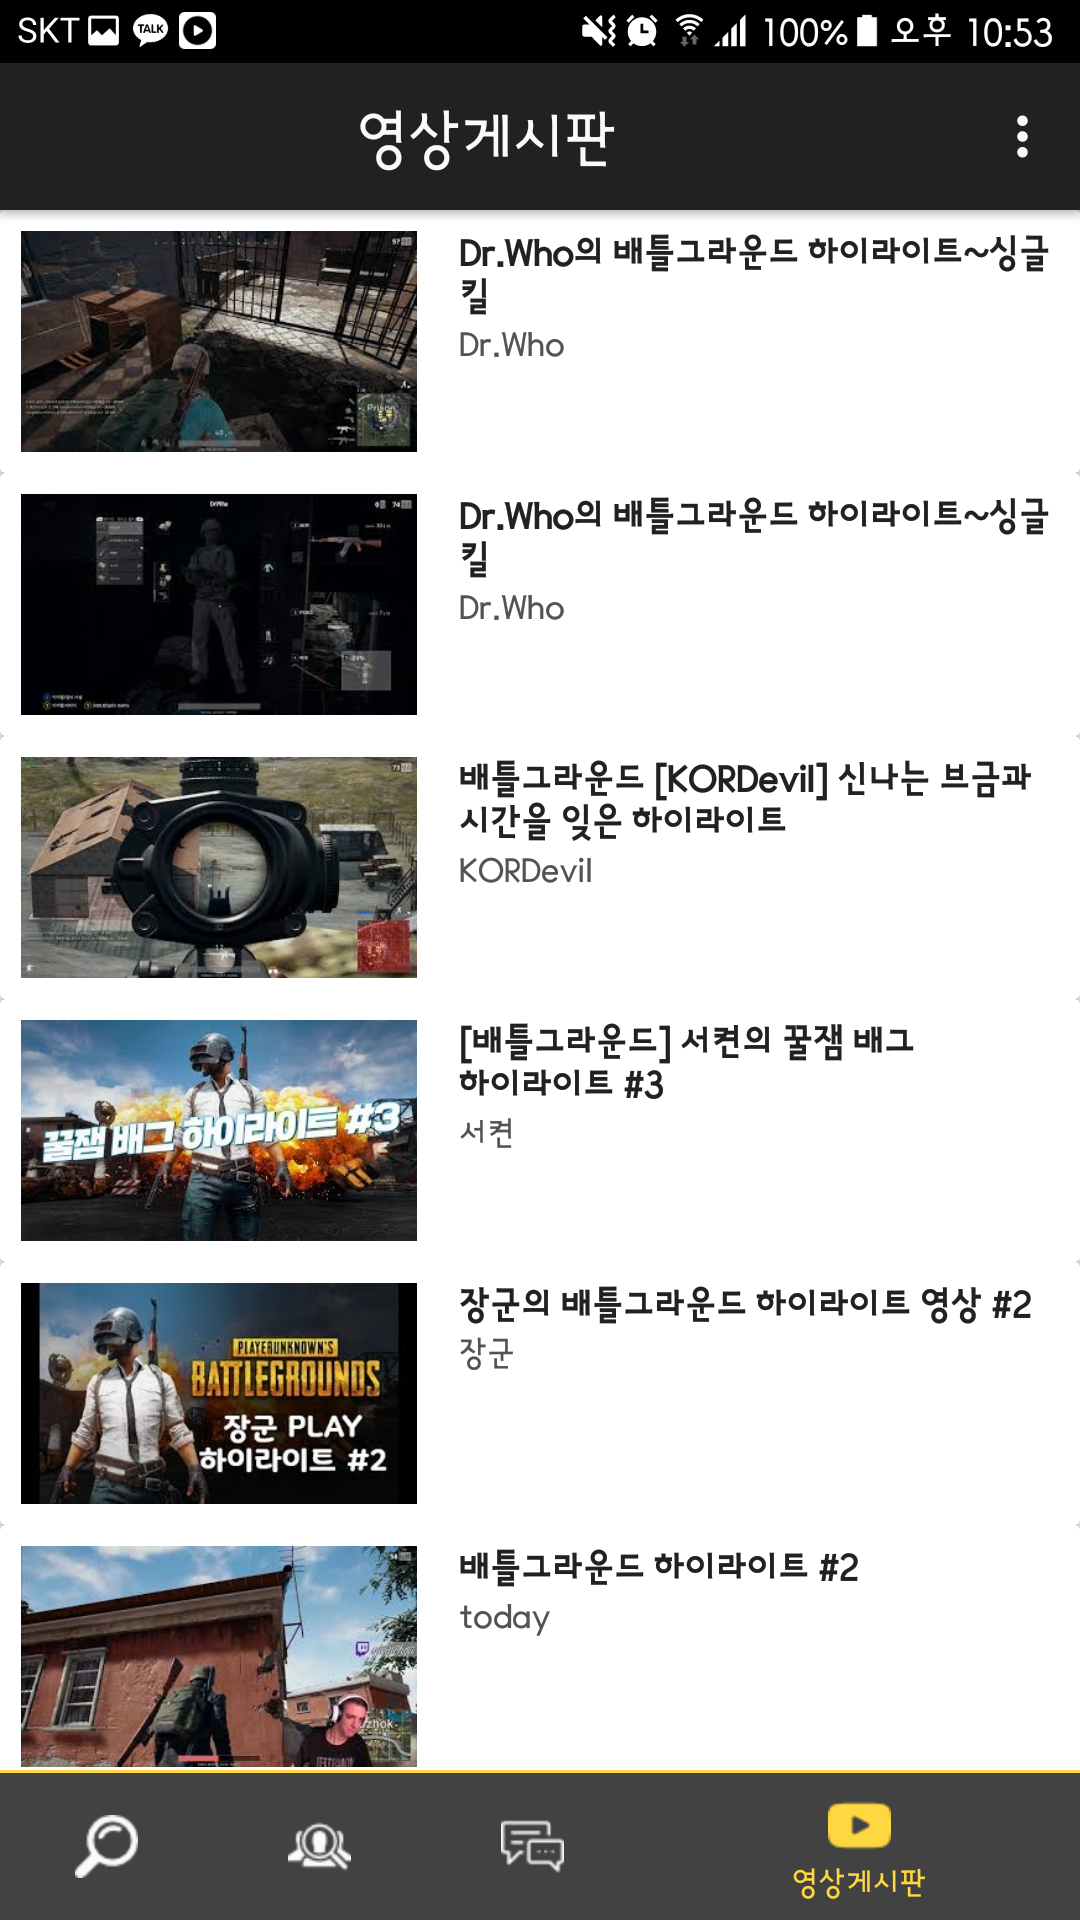 SKT TALK 100% 오후 10:53
영상게시판
Dr.Who의 배틀그라운드 하이라이트~싱글
킬
Dr.Who
Prison
Dr.Who의 배틀그라운드 하이라이트~싱글
킬
Dr.Who
배틀그라운드 [KORDevil] 신나는 브금과
시간을 잊은 하이라이트
KORDevil
Prison
[배틀그라운드] 서켠의 꿀잼 배그
하이라이트 #3
서켠
꿀잼 배그 하이라이트 #3
장군의 배틀그라운드 하이라이트 영상 #2
장군
PLAYERUNKNOWN'S
BATTLEGROUNDS
장군 PLAY
하이라이트 #2
배틀그라운드 하이라이트 #2
today
영상게시판